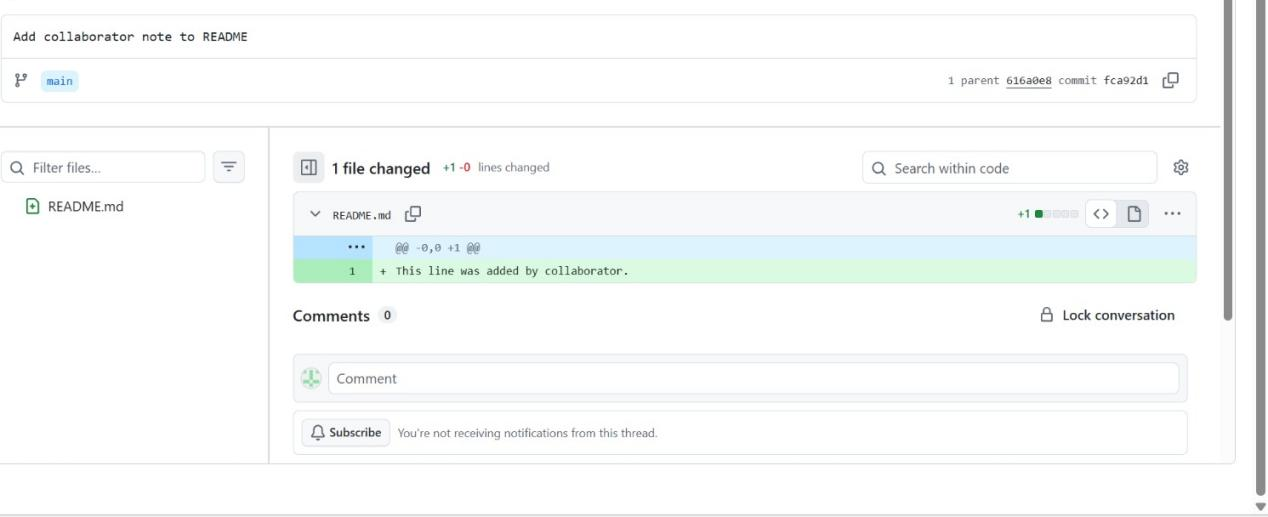 Add collaborator note to README
main
1 parent 616a0e8 commit fca92d1
Filter files...
README.md
1 file changed +1 -0 lines changed
Search within code
README.md
+1
@@ -0,0 +1 @@
1 + This line was added by collaborator.
Comments 0
Lock conversation
Comment
Subscribe You're not receiving notifications from this thread.